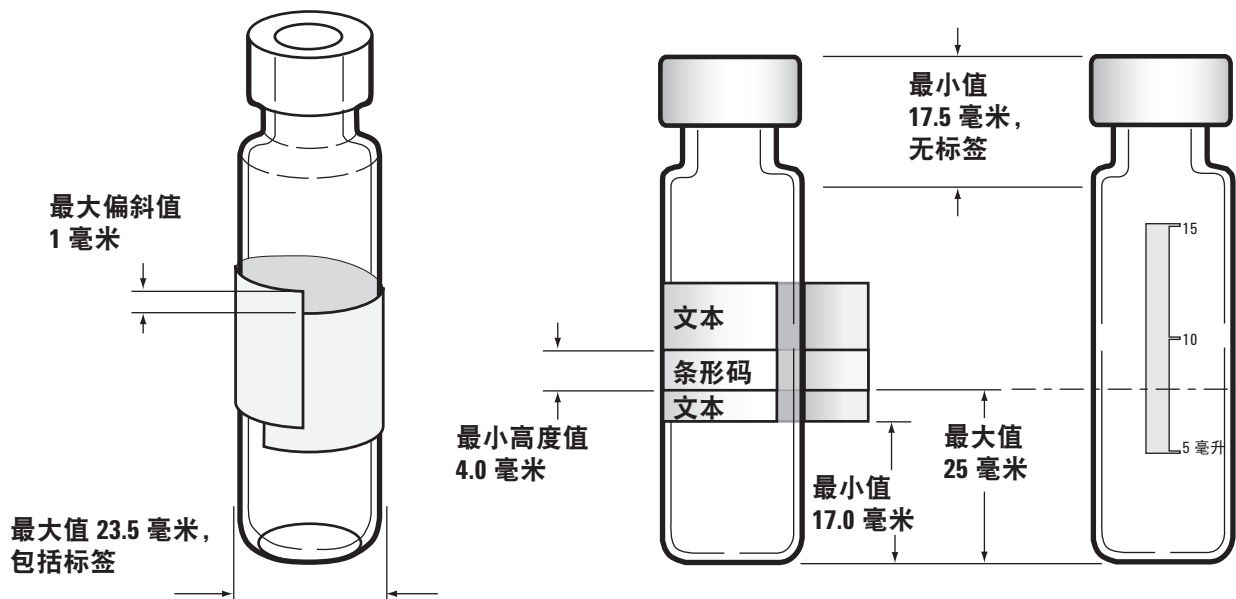 最大偏斜值
1 毫米
最大值 23.5 毫米，
包括标签
最小高度值
4.0 毫米
文本
条形码
文本
最小值
17.5 毫米，
无标签
最小值
17.0 毫米
最大值
25 毫米
15
10
5 毫升